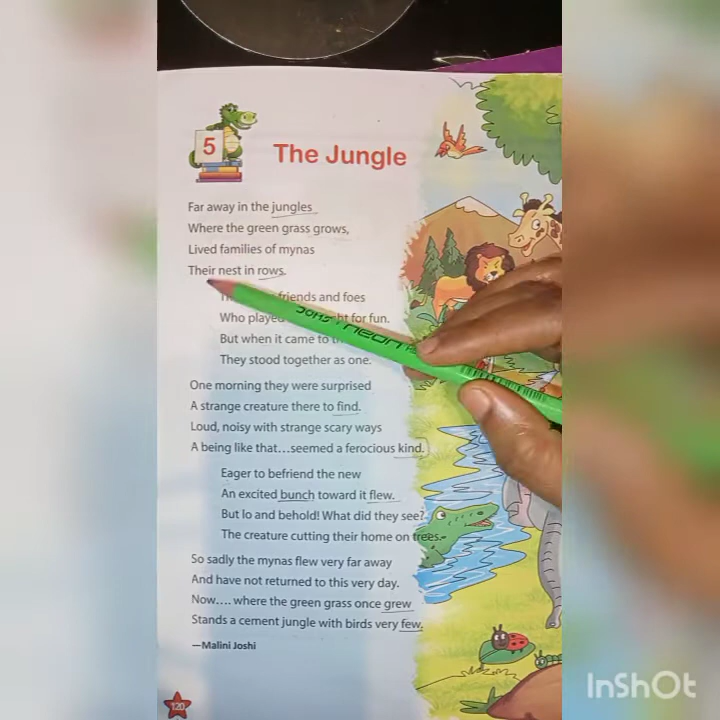 5
The Jungle
Far away in the jungles
Where the green grass grows,
Lived families of mynas
Their nest in rows.
friends and foes
Who played for fun.
But when it came to
They stood together as one.
One morning they were surprised
A strange creature there to find.
Loud, noisy with strange scary ways
A being like that...seemed a ferocious kind.
Eager to befriend the new
An excited bunch toward it flew.
But lo and behold! What did they see?
The creature cutting their home on trees.
So sadly the mynas flew very far away
And have not returned to this very day.
Now.... where the green grass once grew
Stands a cement jungle with birds very few.
—Malini Joshi
120
neon
InShOt